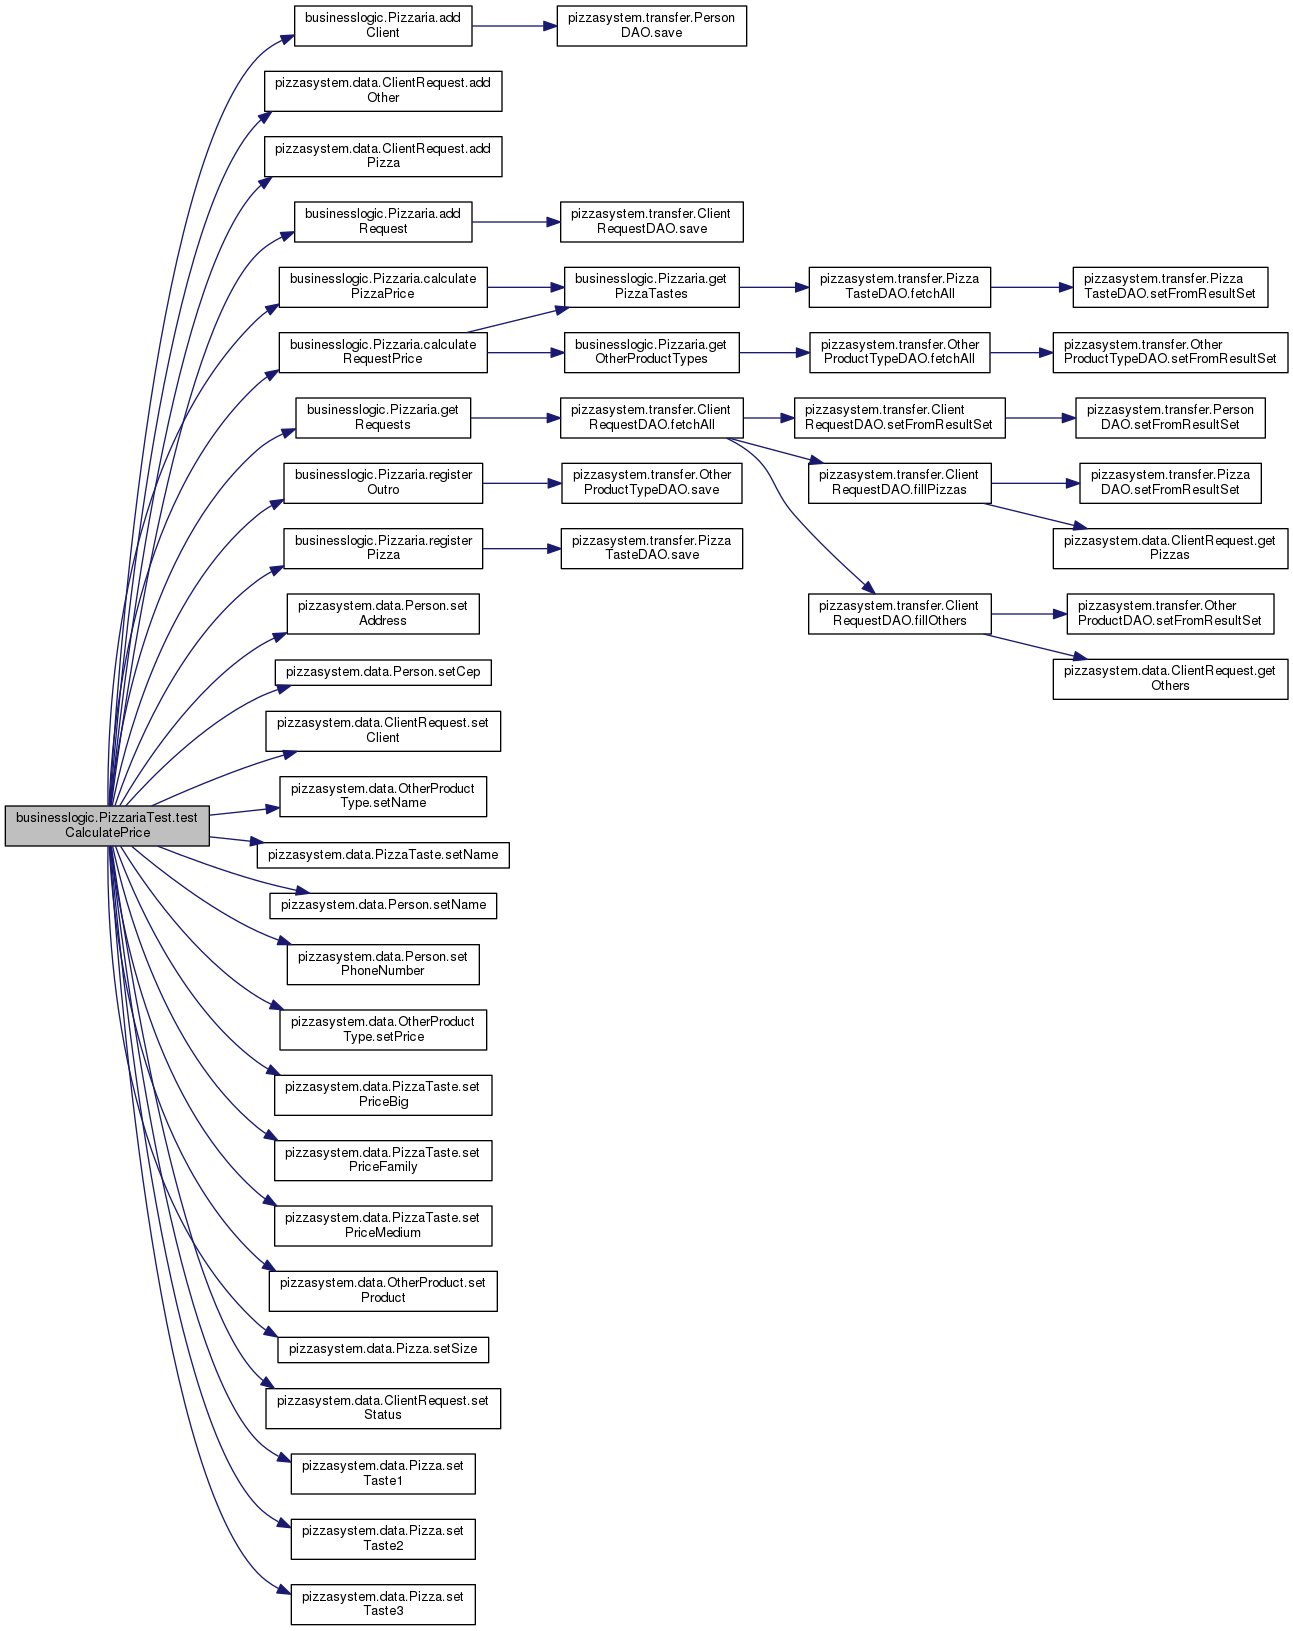 businesslogic.Pizzaria.add
Client
pizzasystem.transfer.Person
DAO.save
pizzasystem.data.ClientRequest.add
Other
pizzasystem.data.ClientRequest.add
Pizza
businesslogic.Pizzaria.add
Request
pizzasystem.transfer.Client
RequestDAO.save
businesslogic.Pizzaria.calculate
PizzaPrice
businesslogic.Pizzaria.get
PizzaTastes
pizzasystem.transfer.Pizza
TasteDAO.fetchAll
pizzasystem.transfer.Pizza
TasteDAO.setFromResultSet
businesslogic.Pizzaria.calculate
RequestPrice
businesslogic.Pizzaria.get
OtherProductTypes
pizzasystem.transfer.Other
ProductTypeDAO.fetchAll
pizzasystem.transfer.Other
ProductTypeDAO.setFromResultSet
businesslogic.Pizzaria.get
Requests
pizzasystem.transfer.Client
RequestDAO.fetchAll
pizzasystem.transfer.Client
RequestDAO.setFromResultSet
pizzasystem.transfer.Person
DAO.setFromResultSet
businesslogic.Pizzaria.register
Outro
pizzasystem.transfer.Other
ProductTypeDAO.save
pizzasystem.transfer.Client
RequestDAO.fillPizzas
pizzasystem.transfer.Pizza
DAO.setFromResultSet
businesslogic.Pizzaria.register
Pizza
pizzasystem.transfer.Pizza
TasteDAO.save
pizzasystem.data.ClientRequest.get
Pizzas
pizzasystem.data.Person.set
Address
pizzasystem.transfer.Client
RequestDAO.fillOthers
pizzasystem.transfer.Other
ProductDAO.setFromResultSet
pizzasystem.data.Person.setCep
pizzasystem.data.ClientRequest.get
Others
pizzasystem.data.ClientRequest.set
Client
pizzasystem.data.OtherProduct
Type.setName
businesslogic.PizzariaTest.test
CalculatePrice
pizzasystem.data.PizzaTaste.setName
pizzasystem.data.Person.setName
pizzasystem.data.Person.set
PhoneNumber
pizzasystem.data.OtherProduct
Type.setPrice
pizzasystem.data.PizzaTaste.set
PriceBig
pizzasystem.data.PizzaTaste.set
PriceFamily
pizzasystem.data.PizzaTaste.set
PriceMedium
pizzasystem.data.OtherProduct.set
Product
pizzasystem.data.Pizza.setSize
pizzasystem.data.ClientRequest.set
Status
pizzasystem.data.Pizza.set
Taste1
pizzasystem.data.Pizza.set
Taste2
pizzasystem.data.Pizza.set
Taste3